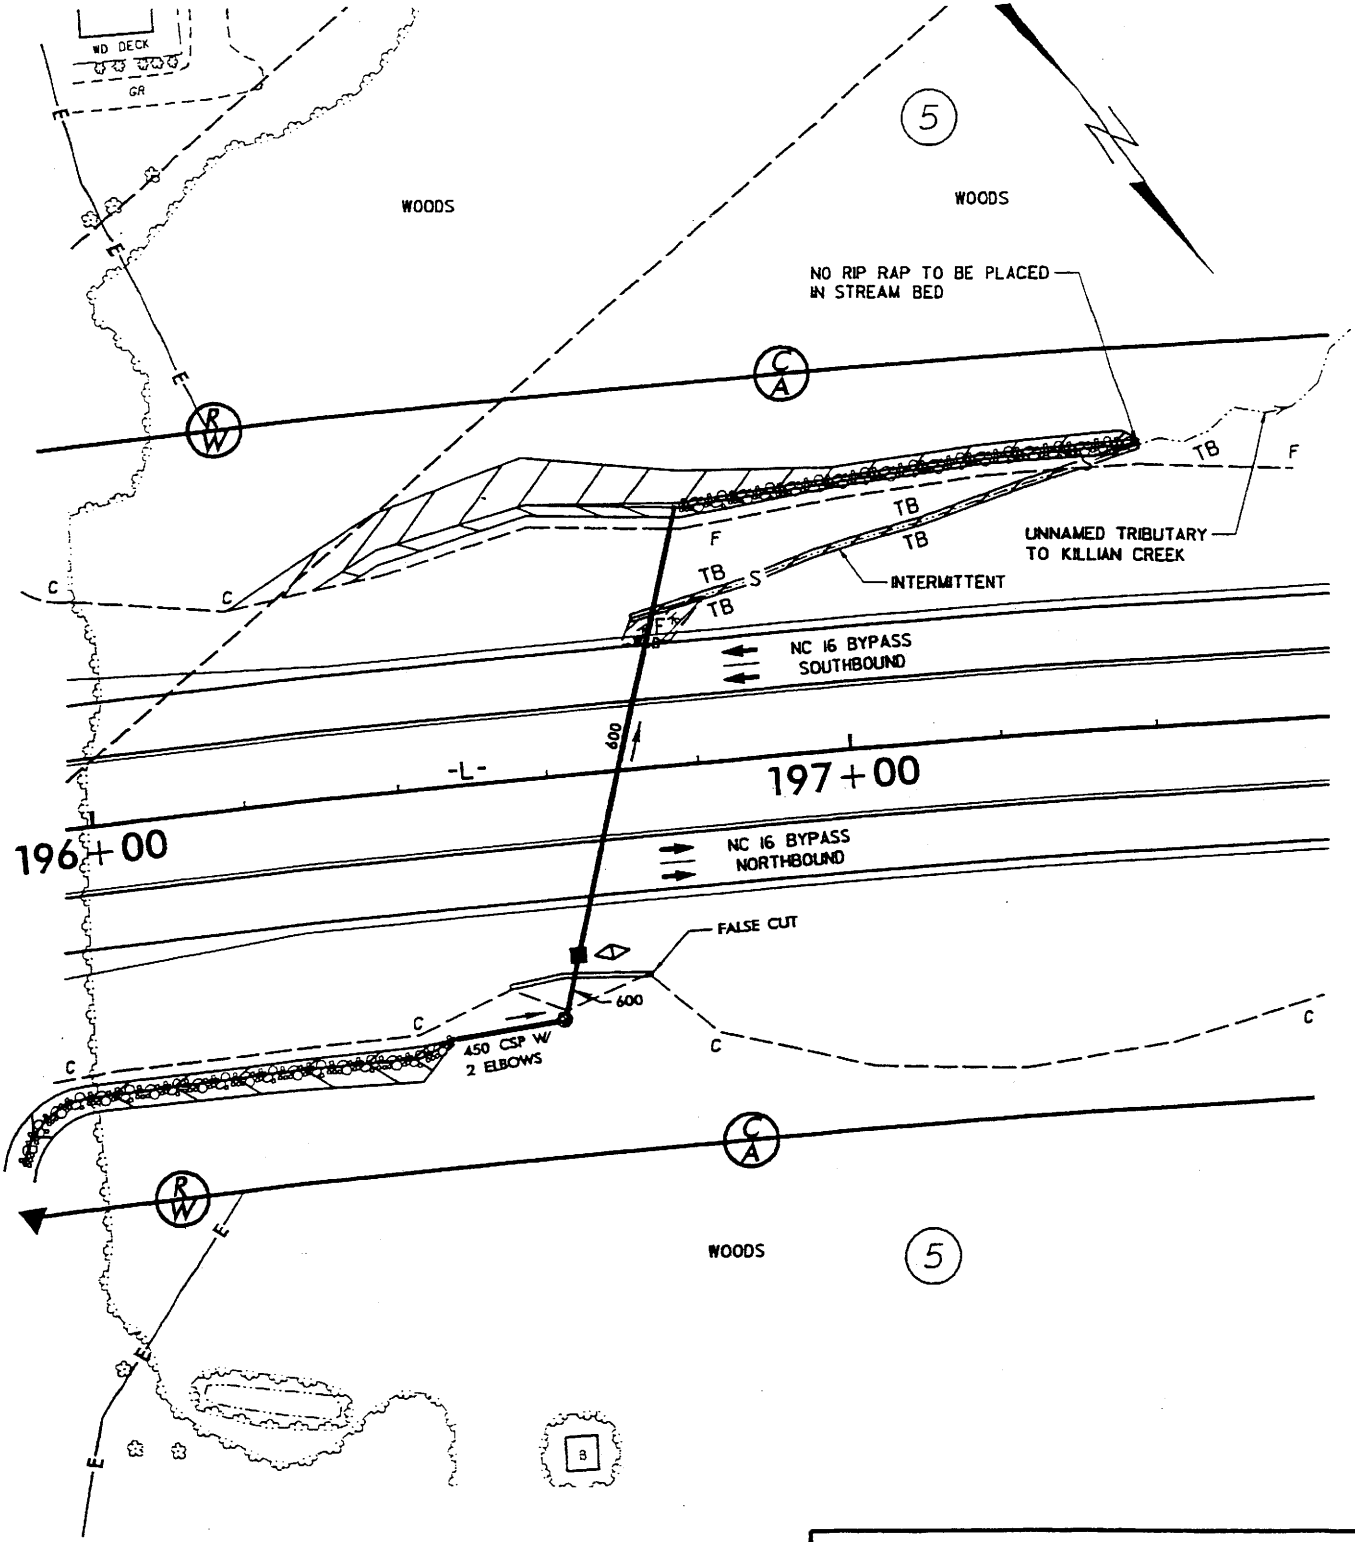 WD DECK
GR
E
5
E
WOODS
WOODS
NO RIP RAP TO BE PLACED
IN STREAM BED
C
A
E
R
W
TB
F
TB
F
TB
UNNAMED TRIBUTARY
TO KILLIAN CREEK
TB
S
INTERMITTENT
C
C
TB
F
NC 16 BYPASS
SOUTHBOUND
600
-L-
197+00
196+00
NC 16 BYPASS
NORTHBOUND
FALSE CUT
600
C
C
C
C
450 CSP W/
2 ELBOWS
C
A
R
W
E
WOODS
5
E
E
B